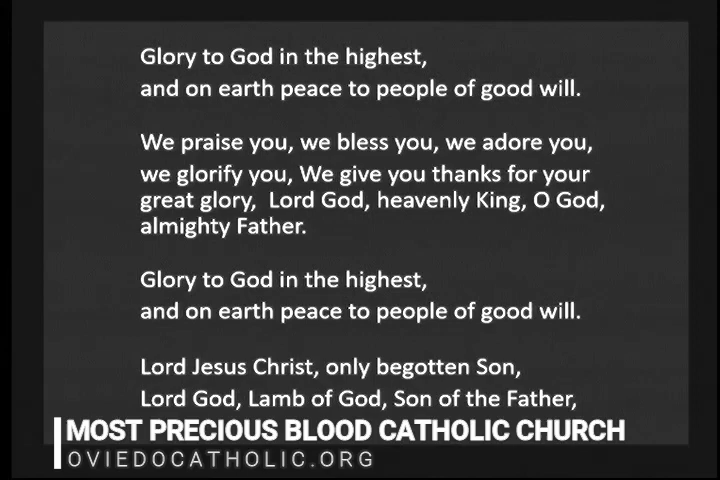 Glory to God in the highest,
and on earth peace to people of good will.
We praise you, we bless you, we adore you,
we glorify you, We give you thanks for your
great glory, Lord God, heavenly King, O God,
almighty Father.
Glory to God in the highest,
and on earth peace to people of good will.
Lord Jesus Christ, only begotten Son,
Lord God, Lamb of God, Son of the Father,
MOST PRECIOUS BLOOD CATHOLIC CHURCH
OVIEDOCATHOLIC.ORG